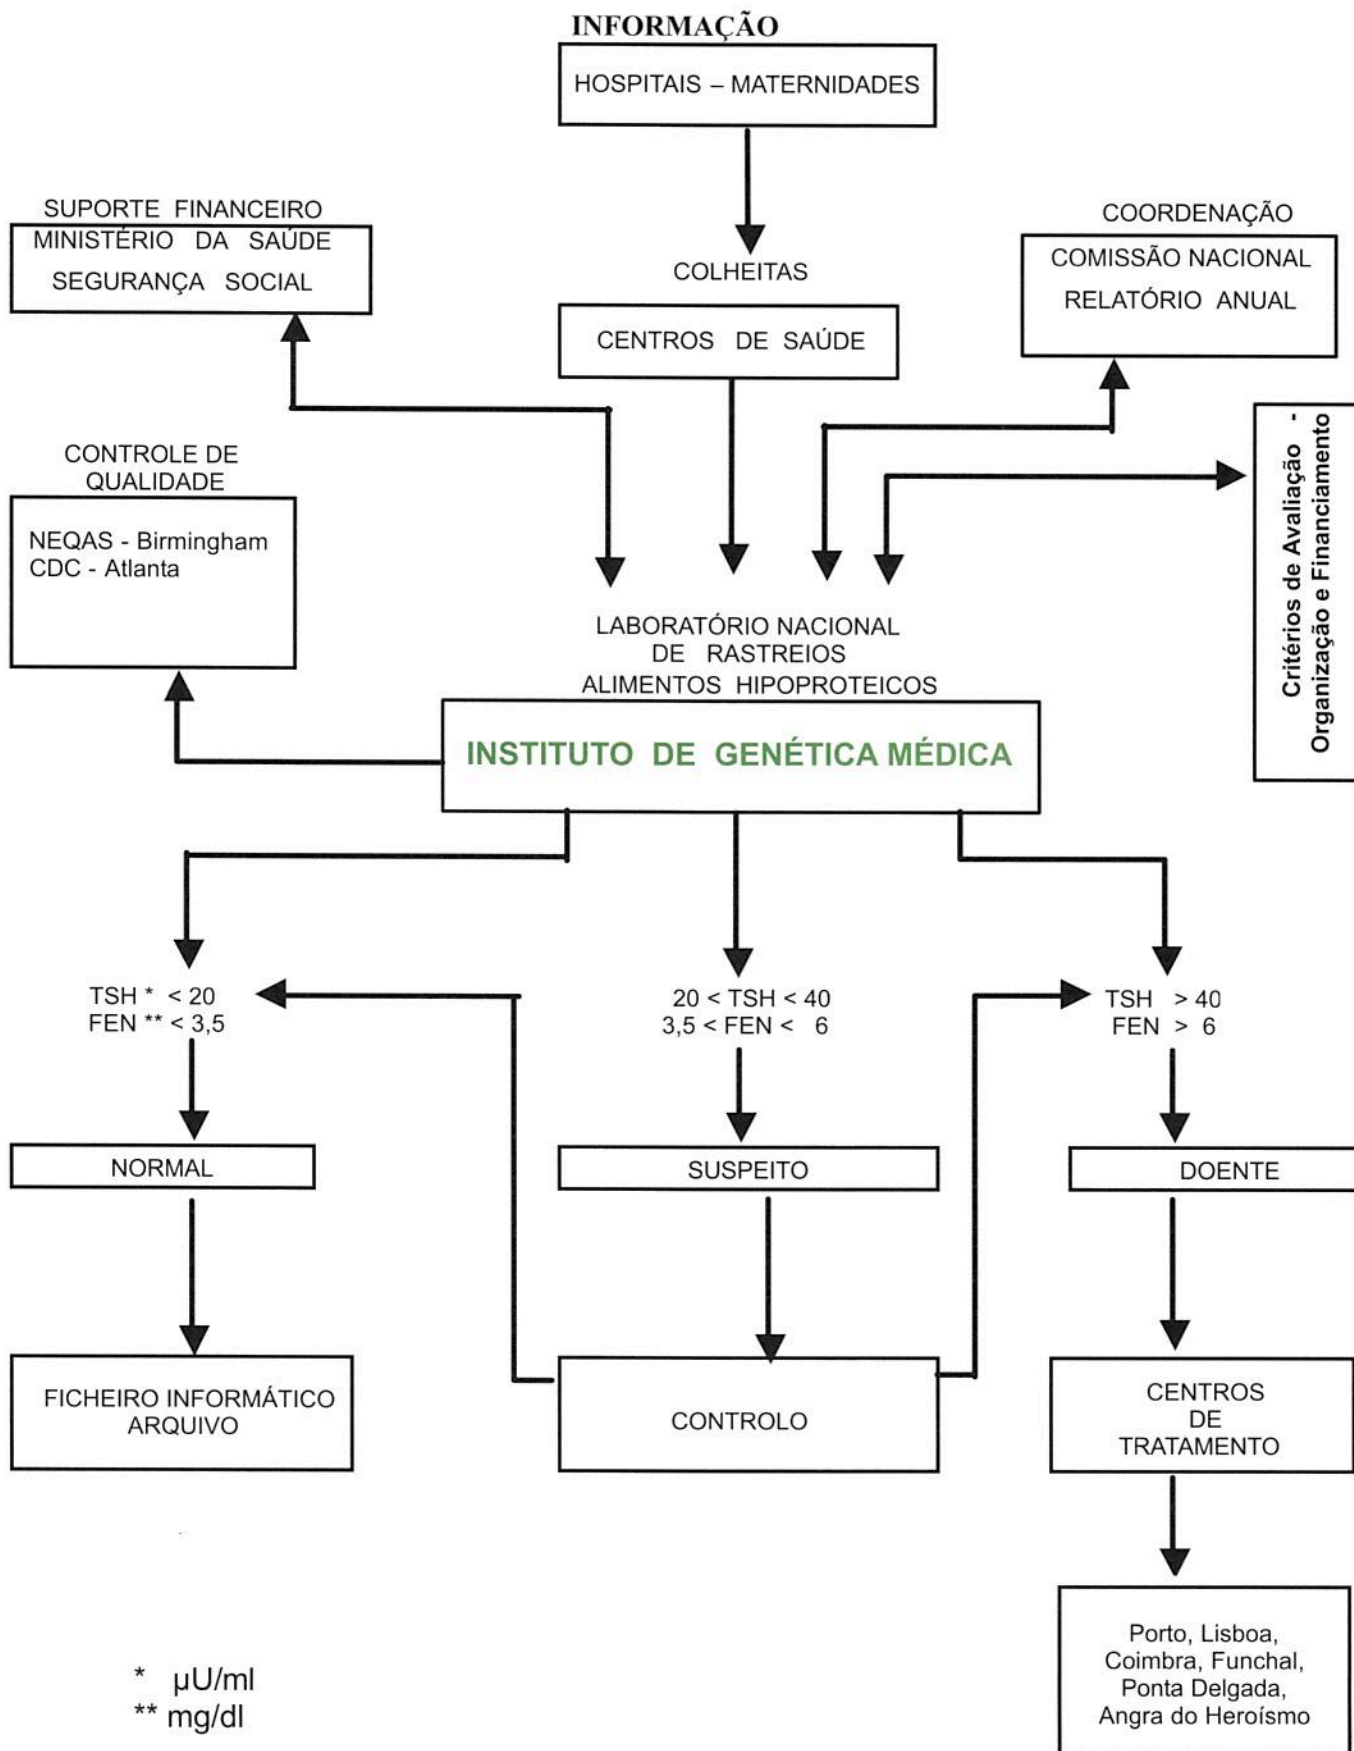 INFORMAÇÃO
HOSPITAIS – MATERNIDADES
SUPORTE FINANCEIRO
MINISTÉRIO DA SAÚDE
SEGURANÇA SOCIAL
COLHEITAS
CENTROS DE SAÚDE
COORDENAÇÃO
COMISSÃO NACIONAL
RELATÓRIO ANUAL
CONTROLE DE
QUALIDADE
NEQAS - Birmingham
CDC - Atlanta
Critérios de Avaliação -
Organização e Financiamento
LABORATÓRIO NACIONAL
DE RASTREIOS
ALIMENTOS HIPOPROTEICOS
INSTITUTO DE GENÉTICA MÉDICA
TSH * < 20
FEN ** < 3,5
20 < TSH < 40
3,5 < FEN < 6
TSH > 40
FEN > 6
NORMAL
SUSPEITO
DOENTE
FICHEIRO INFORMÁTICO
ARQUIVO
CONTROLO
CENTROS
DE
TRATAMENTO
Porto, Lisboa,
Coimbra, Funchal,
Ponta Delgada,
Angra do Heroísmo
* µU/ml
** mg/dl